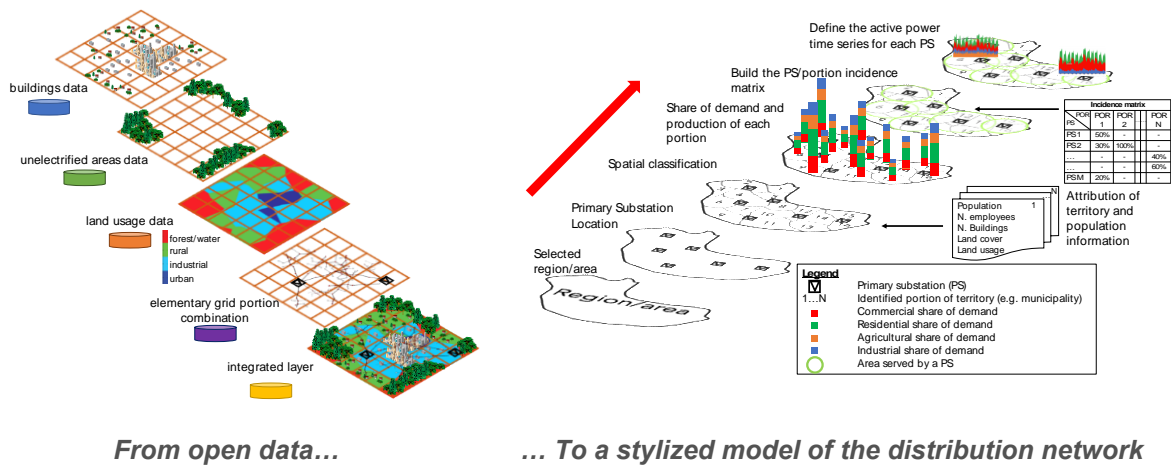 buildings data
unelectrified areas data
land usage data
forest/water
rural
industrial
urban
elementary grid portion
combination
integrated layer
Define the active power
time series for each PS
Build the PS/portion incidence
matrix
Share of demand and
production of each
portion
Spatial classification
Primary Substation
Location
Selected
region/area
Region/area
Incidence matrix
POR POR POR POR
PS 1 2 N
PS1 50% - -
PS2 30% 100% -
... - - 40%
... - - 60%
PSM 20% - -
N
Population 1
N. employees
N. Buildings
Land cover
Land usage
Attribution of
territory and
population
information
Legend
Primary substation (PS)
1...N Identified portion of territory (e.g. municipality)
Commercial share of demand
Residential share of demand
Agricultural share of demand
Industrial share of demand
Area served by a PS
From open data...
... To a stylized model of the distribution network